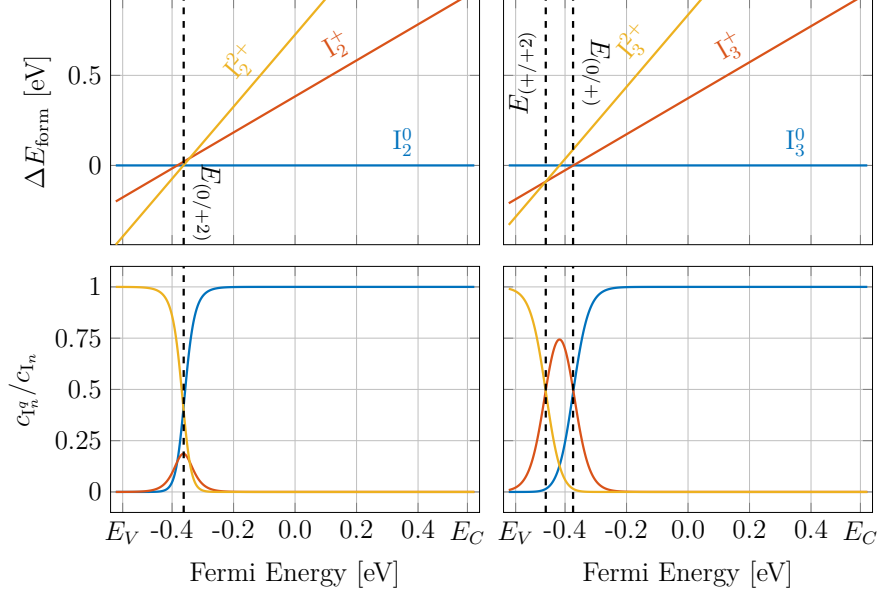 ΔE_form [eV]
0.5
0
I_2^{2+}
I_2^+
I_2^0
E_(0/+2)
E_(+/+2)
E_(0/+)
I_3^{2+}
I_3^+
I_3^0
c_{I_n^q}/c_{I_n}
1
0.75
0.5
0.25
0
E_V -0.4 -0.2 0.0 0.2 0.4 E_C
E_V -0.4 -0.2 0.0 0.2 0.4 E_C
Fermi Energy [eV]
Fermi Energy [eV]